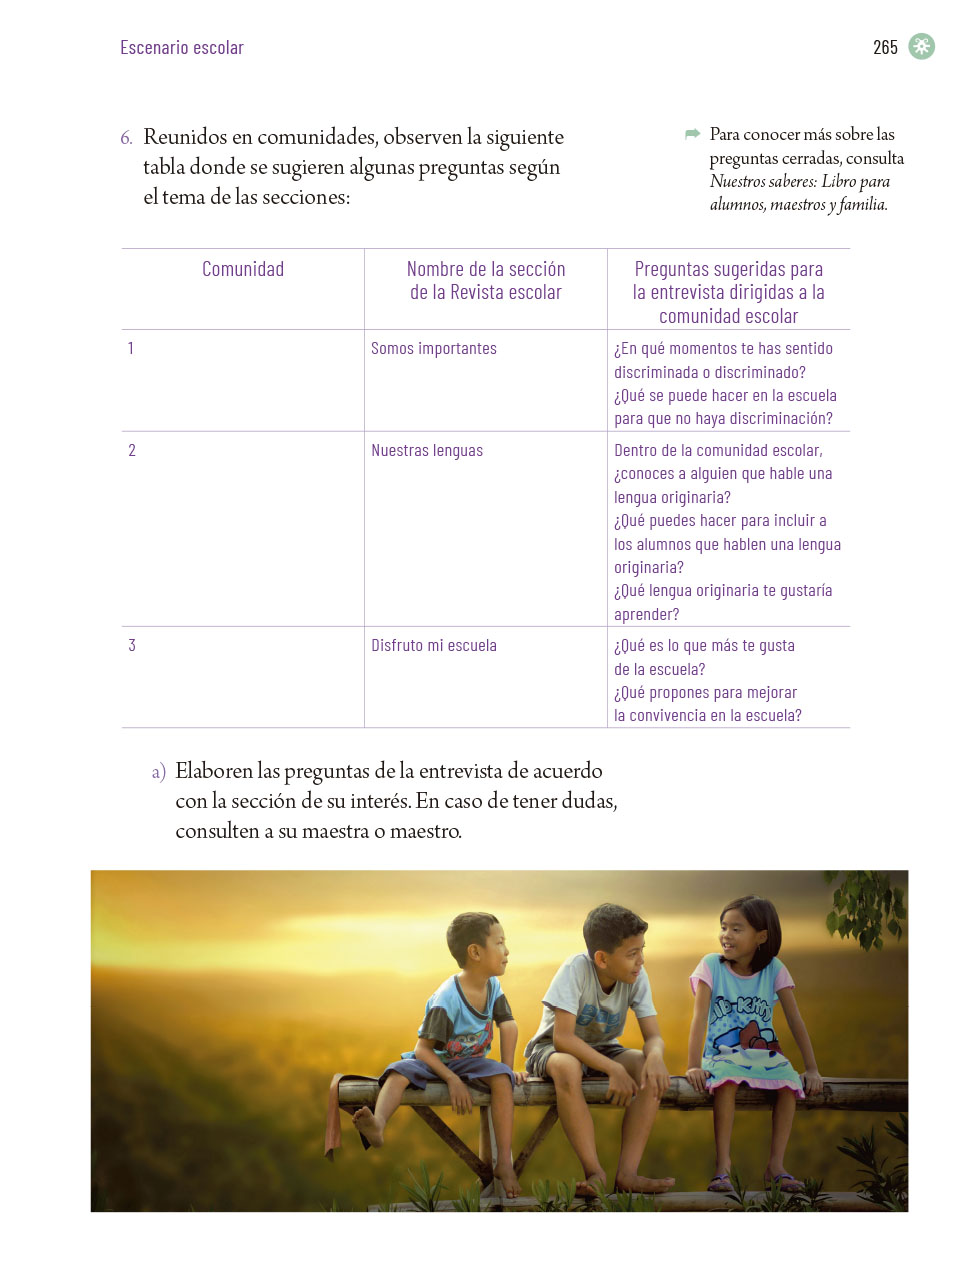 Escenario escolar
265
6. Reunidos en comunidades, observen la siguiente
tabla donde se sugieren algunas preguntas según
el tema de las secciones:
Para conocer más sobre las
preguntas cerradas, consulta
Nuestros saberes: Libro para
alumnos, maestros y familia.
Comunidad
Nombre de la sección
de la Revista escolar
Preguntas sugeridas para
la entrevista dirigidas a la
comunidad escolar
1
Somos importantes
¿En qué momentos te has sentido
discriminada o discriminado?
¿Qué se puede hacer en la escuela
para que no haya discriminación?
2
Nuestras lenguas
Dentro de la comunidad escolar,
¿conoces a alguien que hable una
lengua originaria?
¿Qué puedes hacer para incluir a
los alumnos que hablen una lengua
originaria?
¿Qué lengua originaria te gustaría
aprender?
3
Disfruto mi escuela
¿Qué es lo que más te gusta
de la escuela?
¿Qué propones para mejorar
la convivencia en la escuela?
a) Elaboren las preguntas de la entrevista de acuerdo
con la sección de su interés. En caso de tener dudas,
consulten a su maestra o maestro.